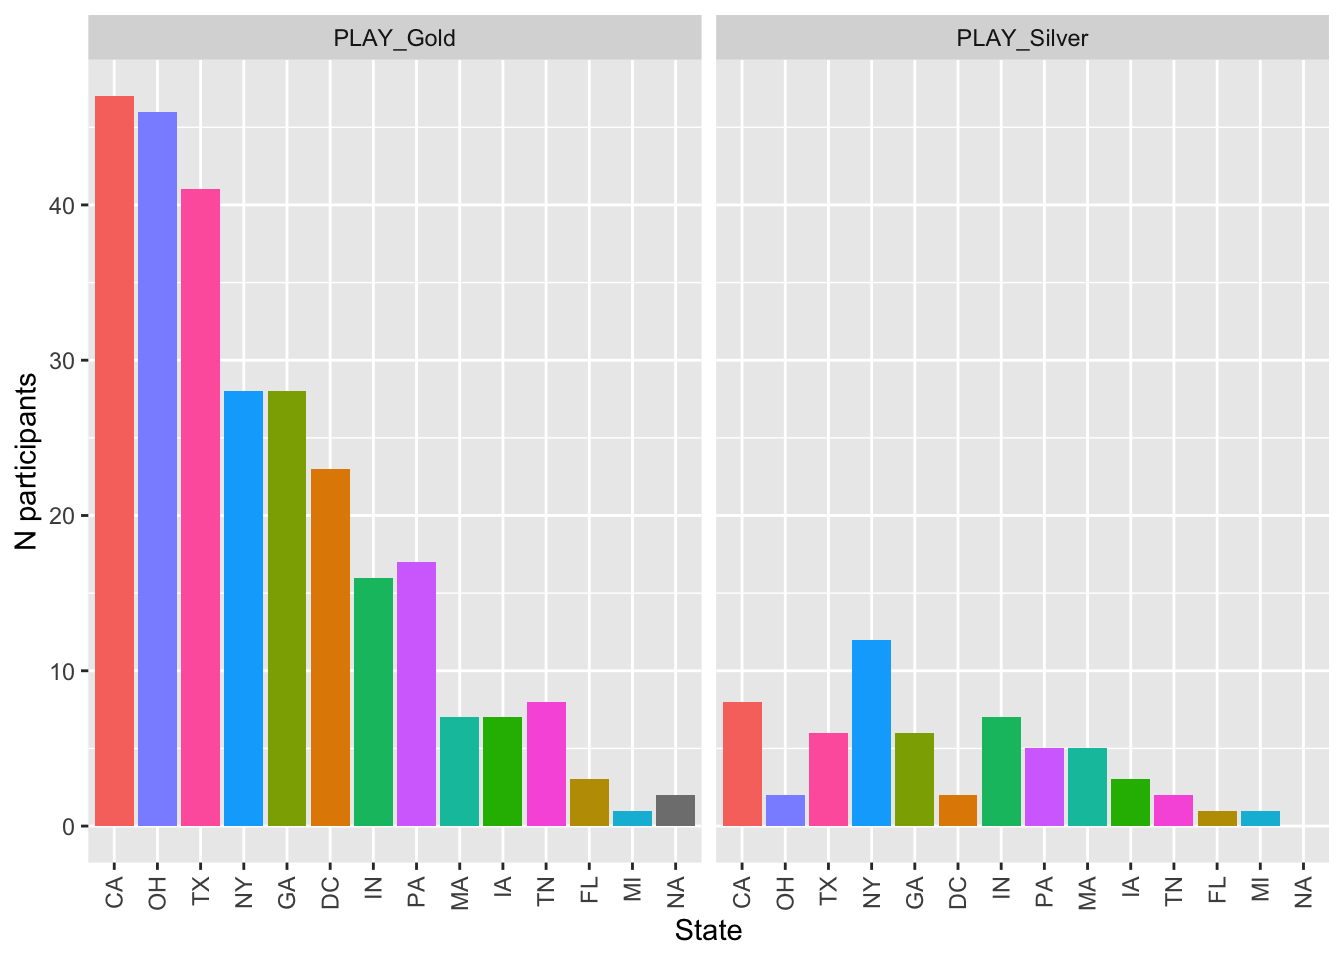 PLAY_Gold
PLAY_Silver
N participants
40
30
20
10
0
CA OH TX NY GA DC IN PA MA IA TN FL MI NA
CA OH TX NY GA DC IN PA MA IA TN FL MI NA
State